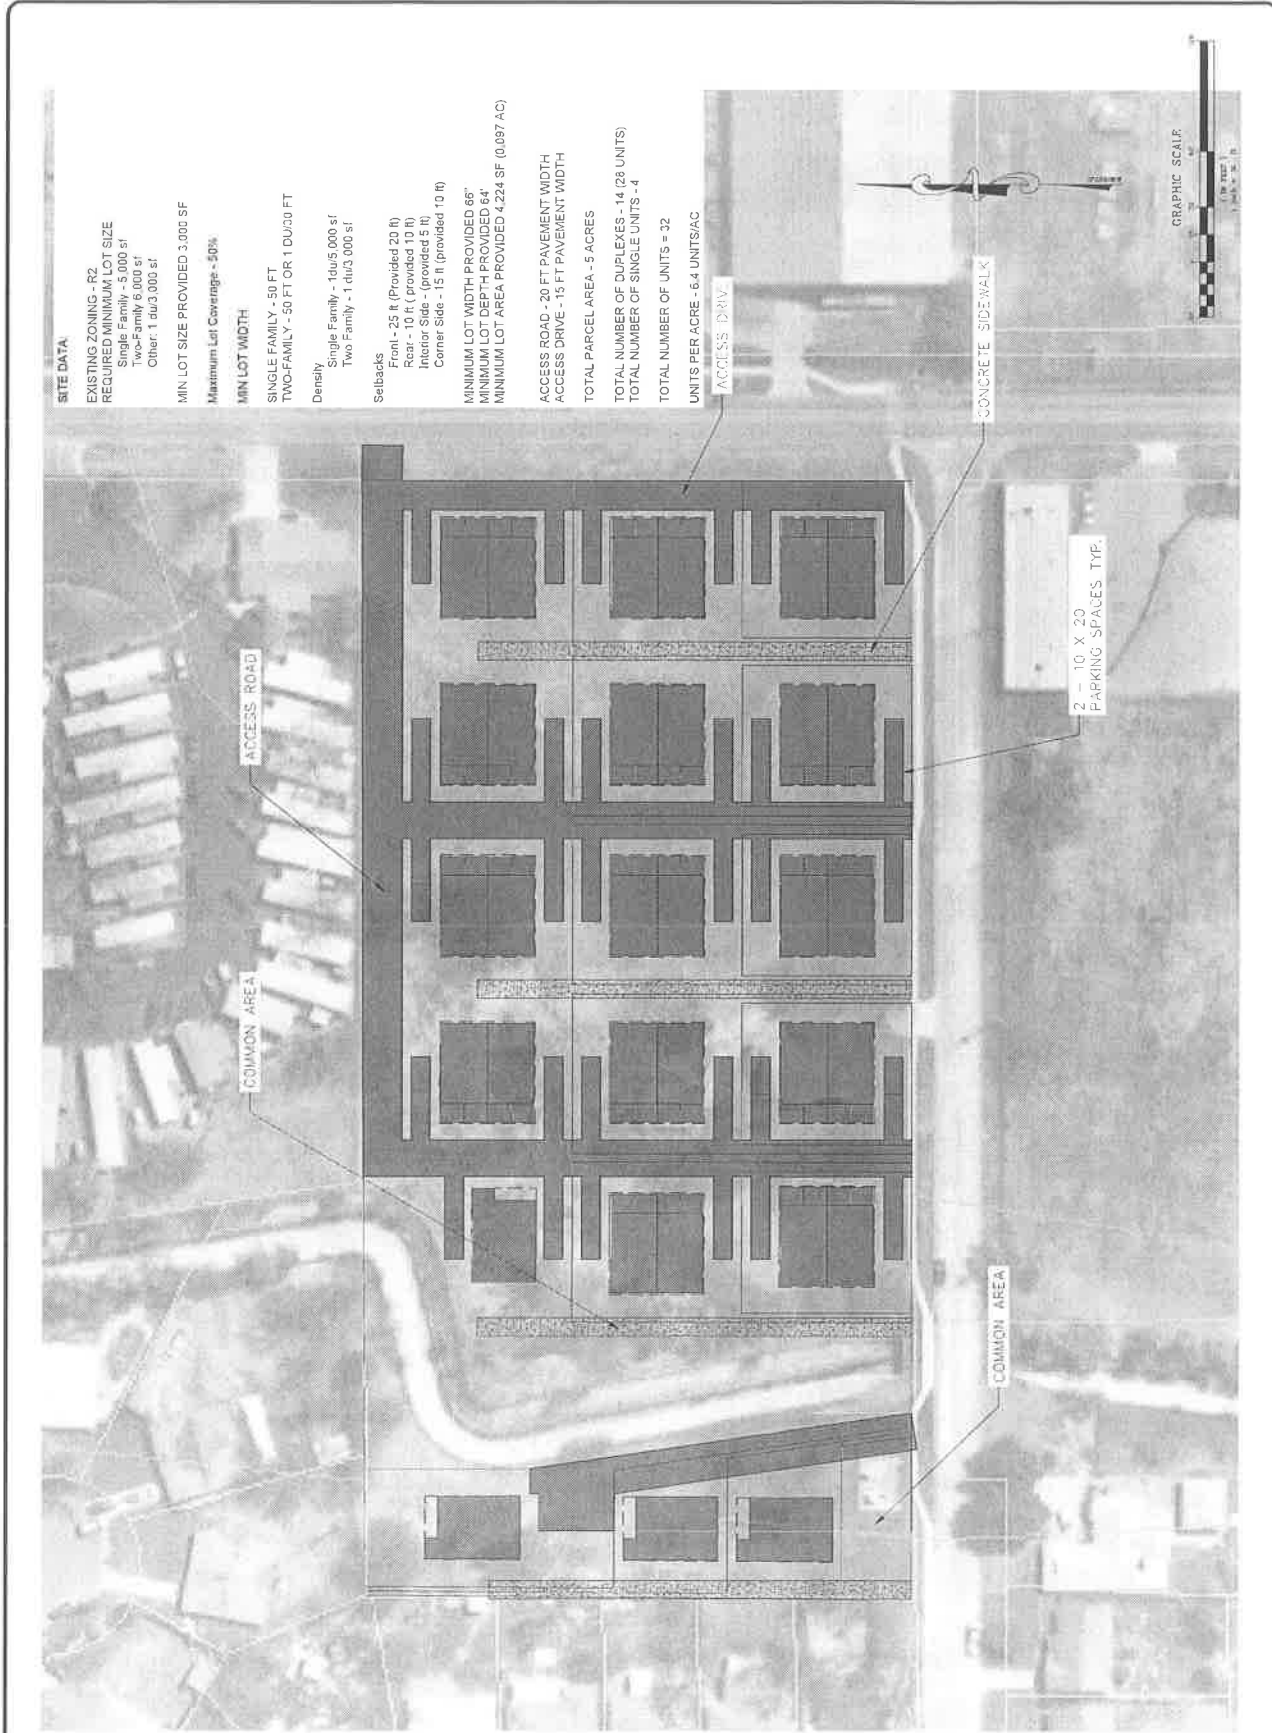 SITE DATA:
EXISTING ZONING - R2
REQUIRED MINIMUM LOT SIZE
Single Family - 5,000 sf
Two-Family 6,000 sf
Other: 1 du/3,000 sf
MIN LOT SIZE PROVIDED 3,000 SF
Maximum Lot Coverage - 50%
MIN LOT WIDTH
SINGLE FAMILY - 50 FT
TWO-FAMILY - 50 FT OR 1 DU/30 FT
Density
Single Family - 1du/5,000 sf
Two Family - 1 du/3 000 sf
Setbacks
Front - 25 ft (Provided 20 ft)
Rear - 10 ft ( provided 10 ft)
Interior Side - (provided 5 ft)
Corner Side - 15 ft (provided 10 ft)
MINIMUM LOT WIDTH PROVIDED 66"
MINIMUM LOT DEPTH PROVIDED 64'
MINIMUM LOT AREA PROVIDED 4,224 SF (0.097 AC)
ACCESS ROAD - 20 FT PAVEMENT WIDTH
ACCESS DRIVE - 15 FT PAVEMENT WIDTH
TOTAL PARCEL AREA - 5 ACRES
TOTAL NUMBER OF DUPLEXES - 14 (28 UNITS)
TOTAL NUMBER OF SINGLE UNITS - 4
TOTAL NUMBER OF UNITS = 32
UNITS PER ACRE - 6.4 UNITS/AC
ACCESS ROAD
COMMON AREA
ACCESS DRIVE
CONCRETE SIDEWALK
2 - 10 X 20
PARKING SPACES TYP.
COMMON AREA
GRAPHIC SCALE